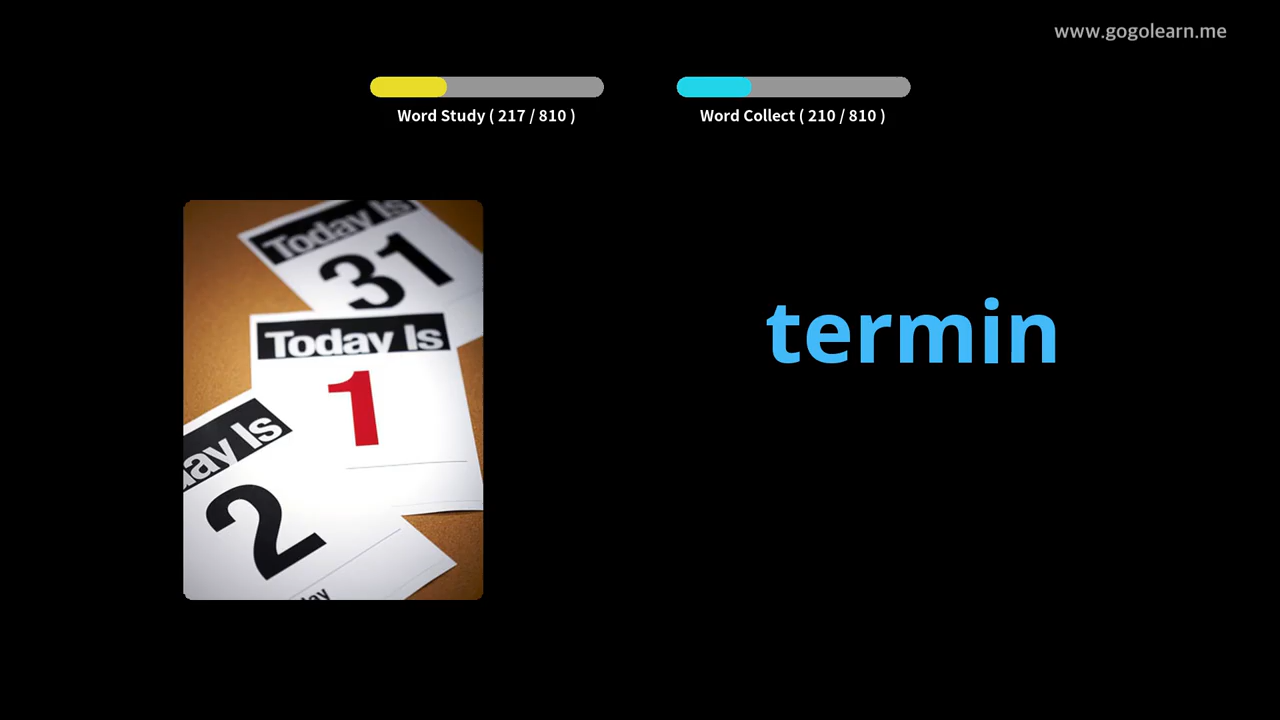 www.gogolearn.me
Word Study ( 217 / 810 )
Word Collect ( 210 / 810 )
Today Is
31
Today Is
1
day Is
2
termin